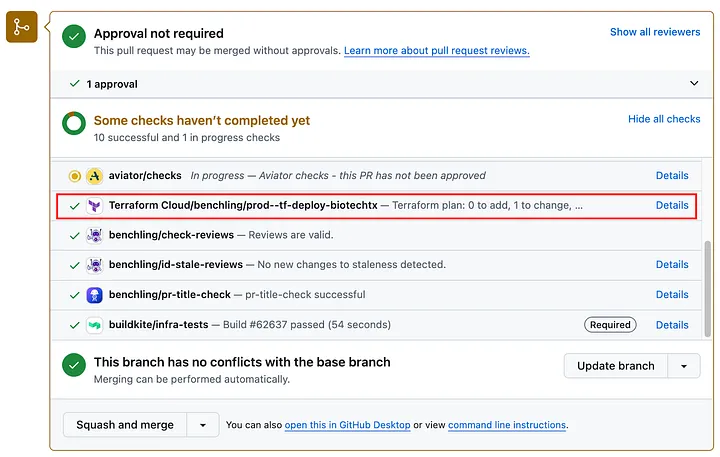 Approval not required
Show all reviewers
This pull request may be merged without approvals. Learn more about pull request reviews.
1 approval
Some checks haven’t completed yet
Hide all checks
10 successful and 1 in progress checks
aviator/checks In progress — Aviator checks - this PR has not been approved Details
Terraform Cloud/benchling/prod--tf-deploy-biotechtx — Terraform plan: 0 to add, 1 to change, ... Details
benchling/check-reviews — Reviews are valid.
benchling/id-stale-reviews — No new changes to staleness detected. Details
benchling/pr-title-check — pr-title-check successful Details
buildkite/infra-tests — Build #62637 passed (54 seconds) Required Details
This branch has no conflicts with the base branch
Merging can be performed automatically.
Update branch
Squash and merge
You can also open this in GitHub Desktop or view command line instructions.